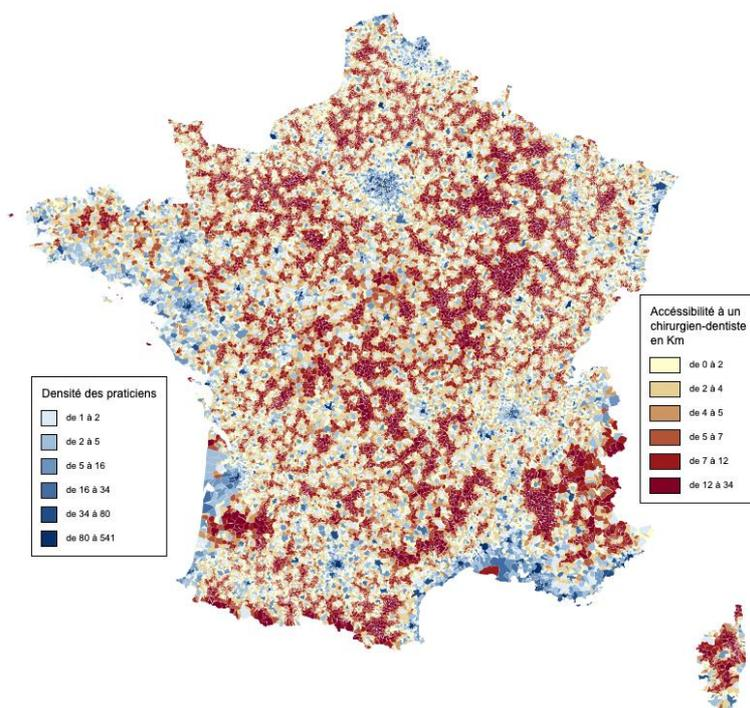 Densité des praticiens
de 1 à 2
de 2 à 5
de 5 à 16
de 16 à 34
de 34 à 80
de 80 à 541
Accéssibilité à un
chirurgien-dentiste
en Km
de 0 à 2
de 2 à 4
de 4 à 5
de 5 à 7
de 7 à 12
de 12 à 34